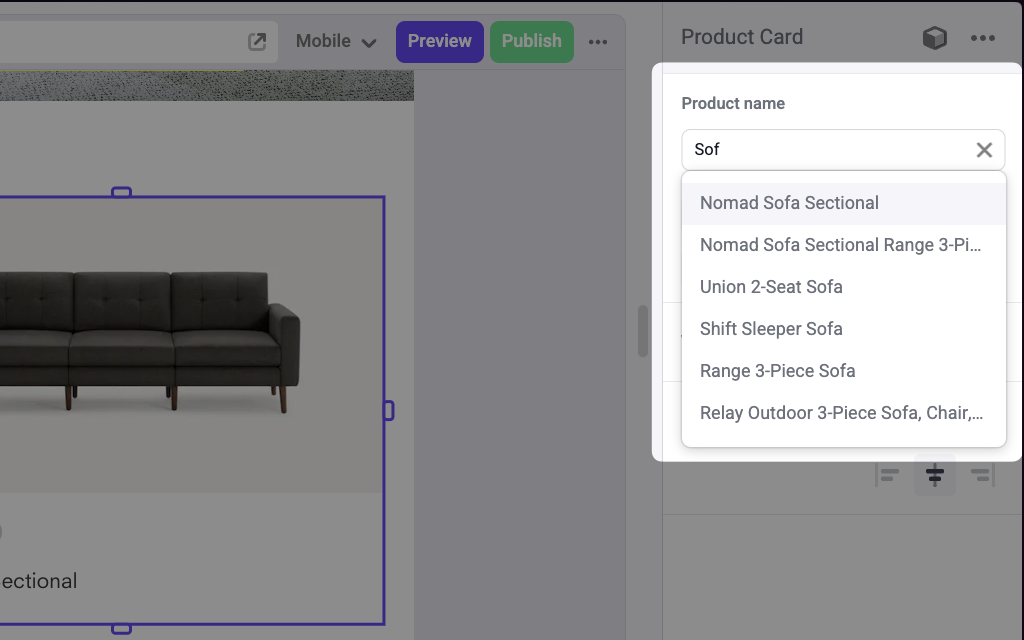 Mobile
Preview
Publish
Product Card
Product name
Sof
Nomad Sofa Sectional
Nomad Sofa Sectional Range 3-Pi...
Union 2-Seat Sofa
Shift Sleeper Sofa
Range 3-Piece Sofa
Relay Outdoor 3-Piece Sofa, Chair,...
ectional